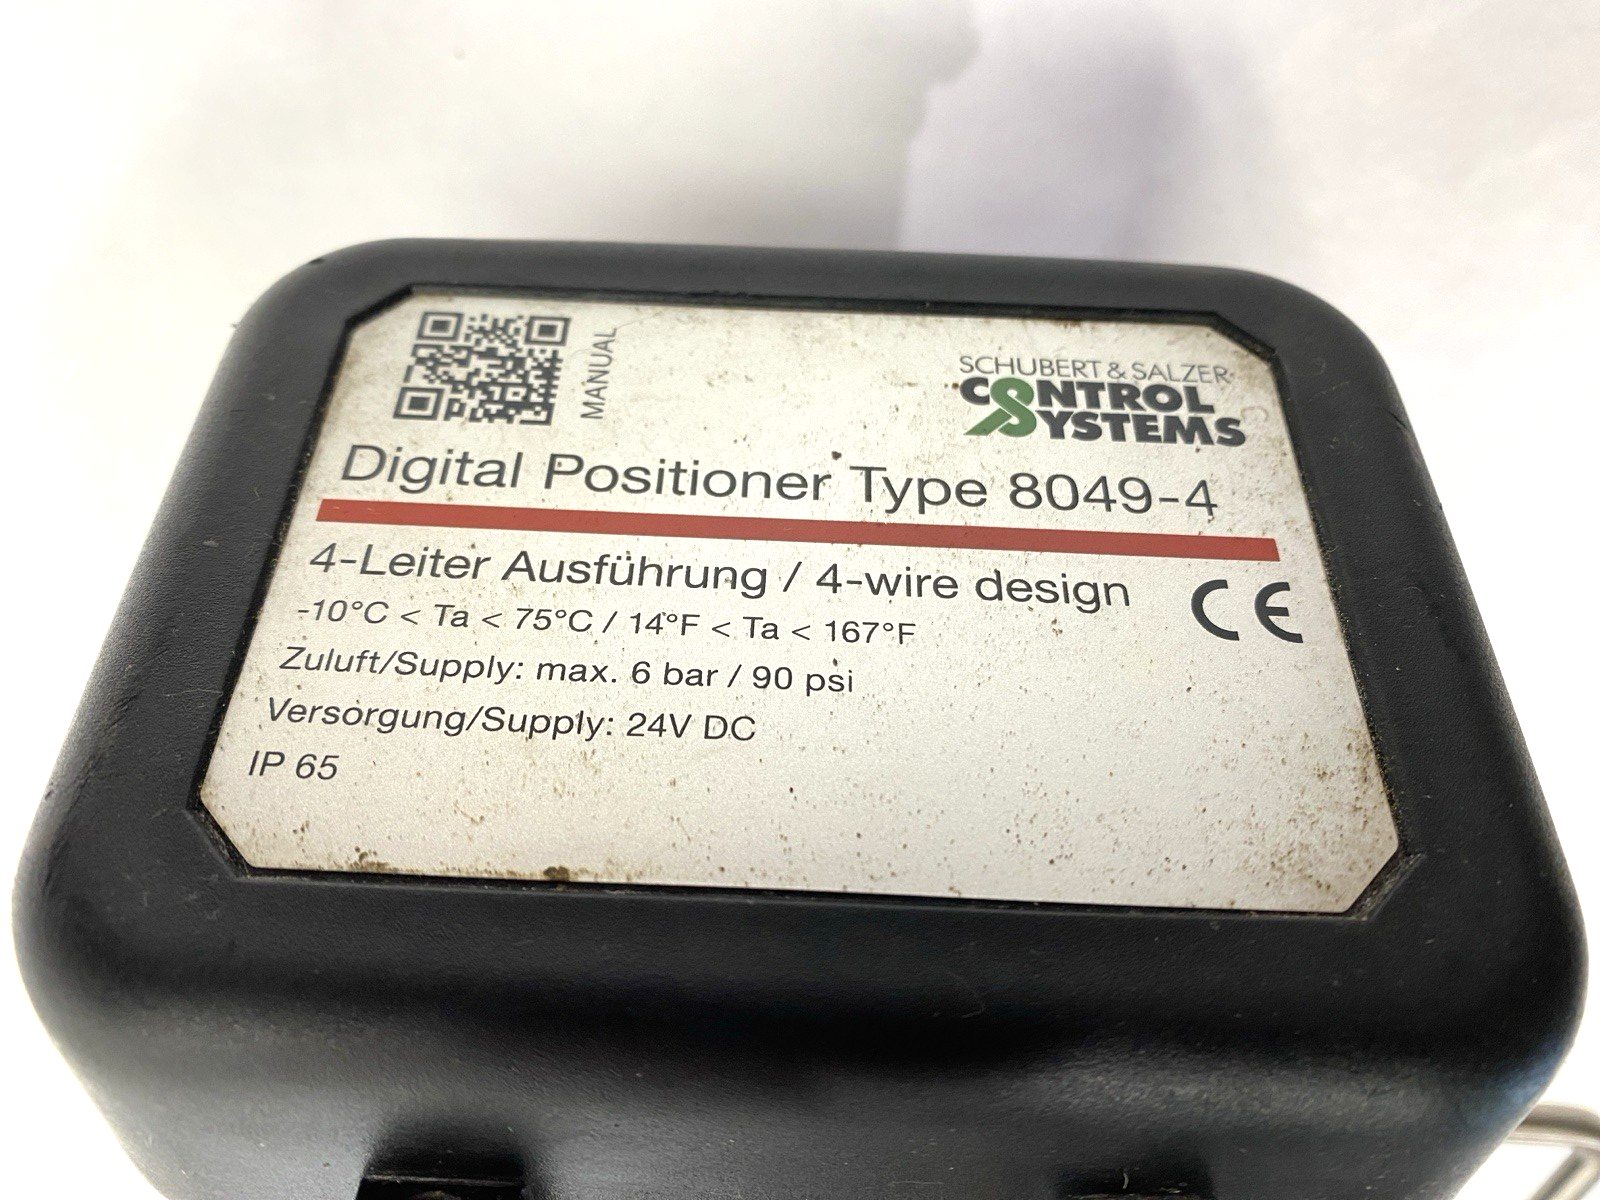 MANUAL
SCHUBERT & SALZER
CONTROL
SYSTEMS
Digital Positioner Type 8049-4
4-Leiter Ausführung / 4-wire design
CE
-10°C < Ta < 75°C / 14°F < Ta < 167°F
Zuluft/Supply: max. 6 bar / 90 psi
Versorgung/Supply: 24V DC
IP 65